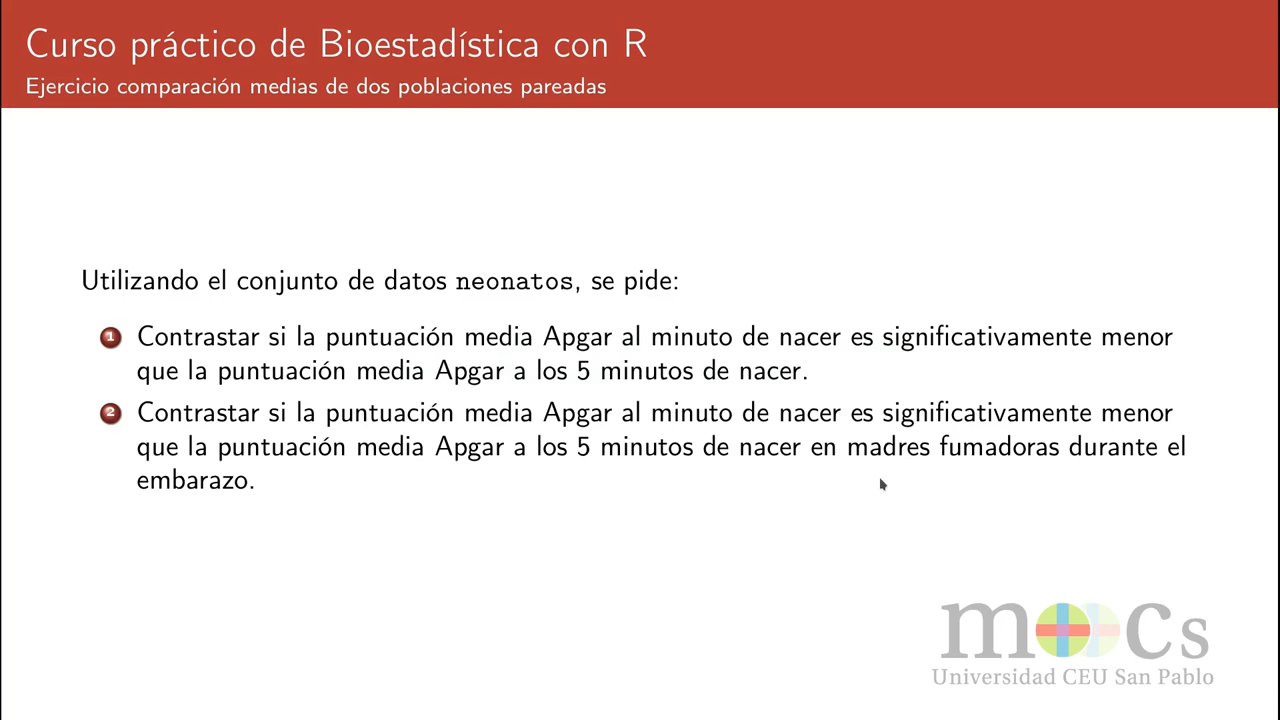 Curso práctico de Bioestadística con R
Ejercicio comparación medias de dos poblaciones pareadas
Utilizando el conjunto de datos neonatos, se pide:
1 Contrastar si la puntuación media Apgar al minuto de nacer es significativamente menor
que la puntuación media Apgar a los 5 minutos de nacer.
2 Contrastar si la puntuación media Apgar al minuto de nacer es significativamente menor
que la puntuación media Apgar a los 5 minutos de nacer en madres fumadoras durante el
embarazo.
moocs
Universidad CEU San Pablo